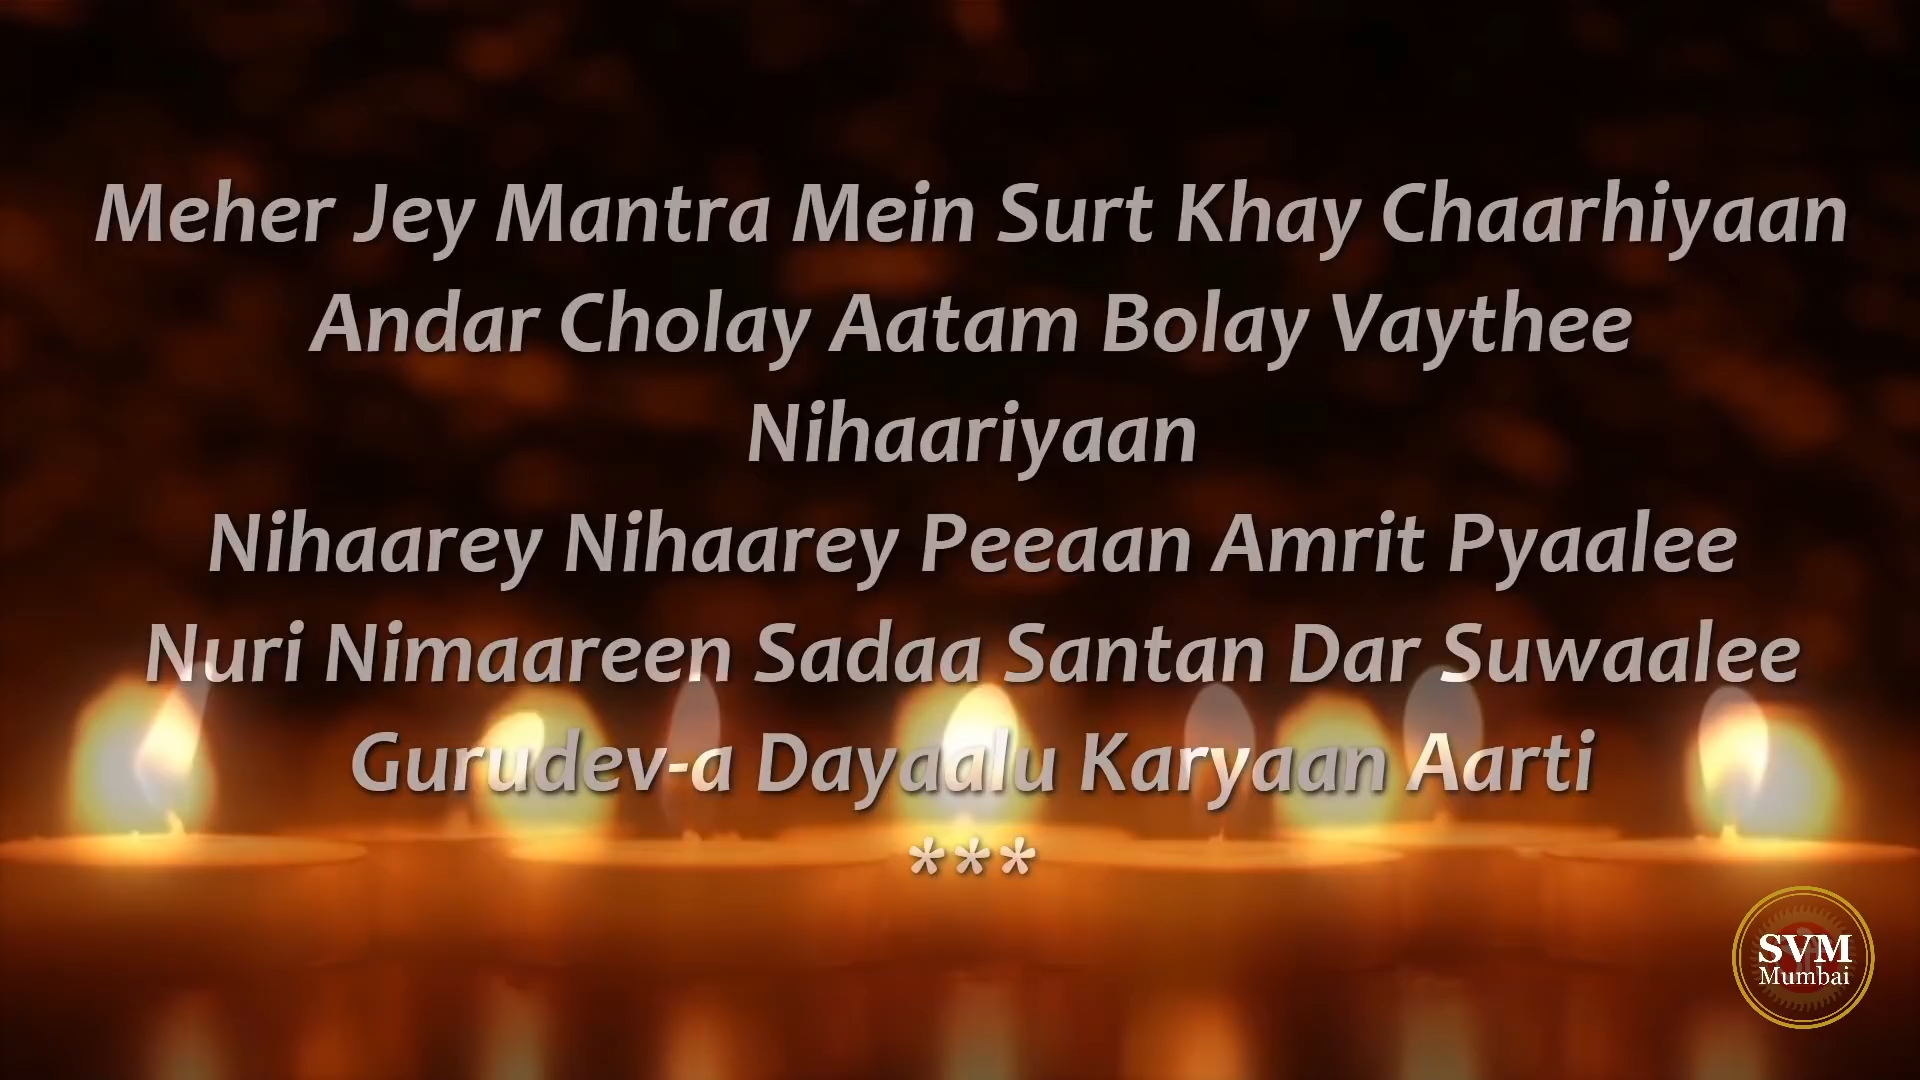 Meher Jey Mantra Mein Surt Khay Chaarhiyaan
Andar Cholay Aatam Bolay Vaythee
Nihaariyaan
Nihaarey Nihaarey Peeaan Amrit Pyaalee
Nuri Nimaareen Sadaa Santan Dar Suwaalee
Gurudev-a Dayaalu Karyaan Aarti
***
SVM
Mumbai